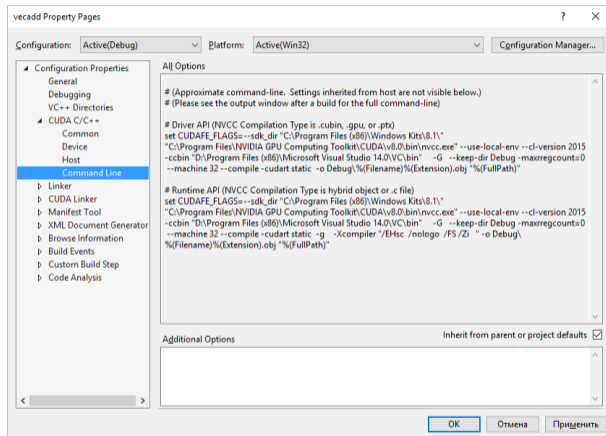 vecadd Property Pages
? ×
Configuration: Active(Debug) Platform: Active(Win32) Configuration Manager...
Configuration Properties
General
Debugging
VC++ Directories
CUDA C/C++
Common
Device
Host
Command Line
Linker
CUDA Linker
Manifest Tool
XML Document Generator
Browse Information
Build Events
Custom Build Step
Code Analysis
All Options
# (Approximate command-line. Settings inherited from host are not visible below.)
# (Please see the output window after a build for the full command-line)
# Driver API (NVCC Compilation Type is .cubin, .gpu, or .ptx)
set CUDAFE_FLAGS=--sdk_dir "C:\Program Files (x86)\Windows Kits\8.1\"
"C:\Program Files\NVIDIA GPU Computing Toolkit\CUDA\v8.0\bin\nvcc.exe" --use-local-env --cl-version 2015
-ccbin "D:\Program Files (x86)\Microsoft Visual Studio 14.0\VC\bin" -G --keep-dir Debug -maxrregcount=0
--machine 32 --compile -cudart static -o Debug\%(Filename)%(Extension).obj "%(FullPath)"
# Runtime API (NVCC Compilation Type is hybrid object or .c file)
set CUDAFE_FLAGS=--sdk_dir "C:\Program Files (x86)\Windows Kits\8.1\"
"C:\Program Files\NVIDIA GPU Computing Toolkit\CUDA\v8.0\bin\nvcc.exe" --use-local-env --cl-version 2015
-ccbin "D:\Program Files (x86)\Microsoft Visual Studio 14.0\VC\bin" -G --keep-dir Debug -maxrregcount=0
--machine 32 --compile -cudart static -g -Xcompiler "/EHsc /nologo /FS /Zi " -o Debug\
%(Filename)%(Extension).obj "%(FullPath)"
Additional Options
Inherit from parent or project defaults
OK Отмена Применить